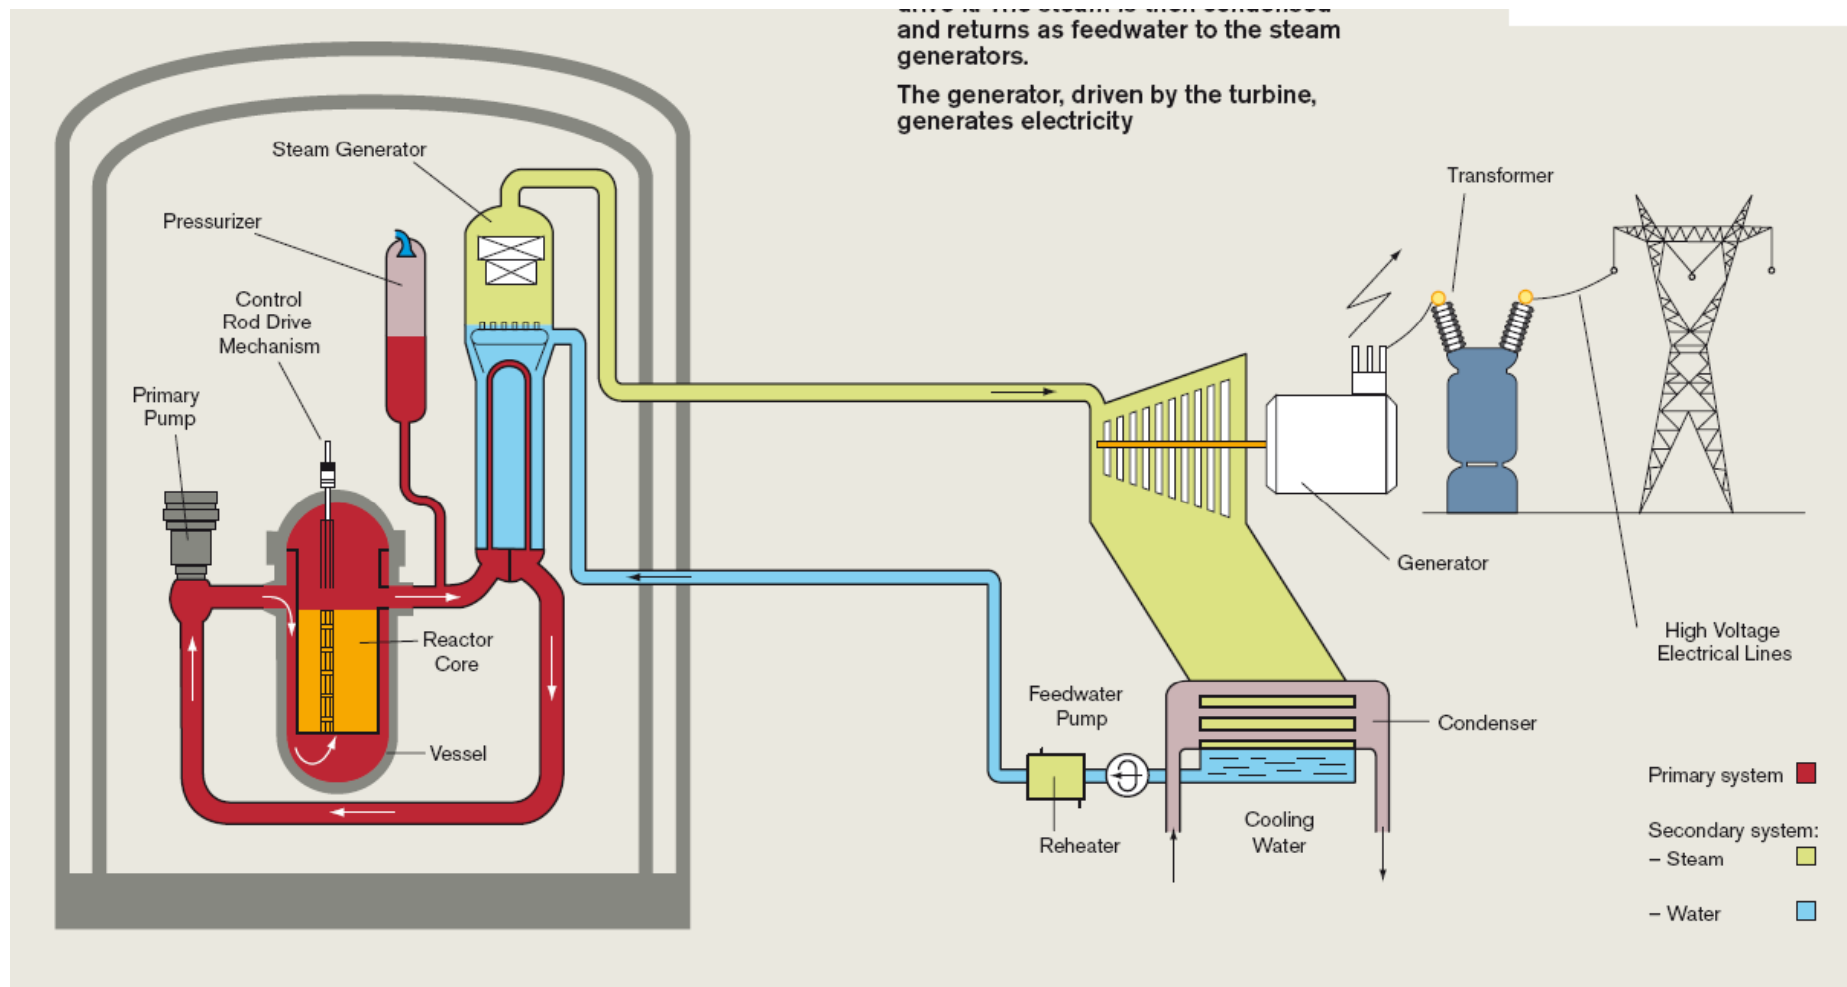 and returns as feedwater to the steam
generators.
The generator, driven by the turbine,
generates electricity
Steam Generator
Transformer
Pressurizer
Control
Rod Drive
Mechanism
Primary
Pump
Generator
Reactor
Core
High Voltage
Electrical Lines
Feedwater
Pump
Condenser
Vessel
Primary system
Cooling
Water
Reheater
Secondary system:
– Steam
– Water